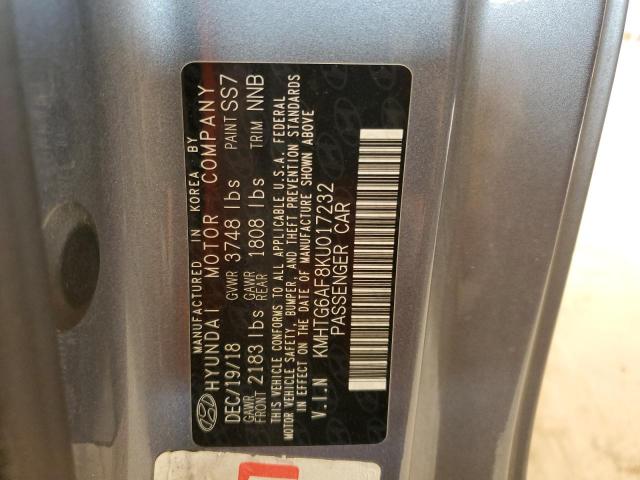 MANUFACTURED IN KOREA BY
HYUNDAI MOTOR COMPANY
DEC/19/18 GVWR 3748 lbs PAINT SS7
GAWR FRONT 2183 lbs GAWR REAR 1808 lbs TRIM NNB
THIS VEHICLE CONFORMS TO ALL APPLICABLE U.S.A. FEDERAL
MOTOR VEHICLE SAFETY, BUMPER, AND THEFT PREVENTION STANDARDS
IN EFFECT ON THE DATE OF MANUFACTURE SHOWN ABOVE
V.I.N KMHTG6AF8KU017232
PASSENGER CAR